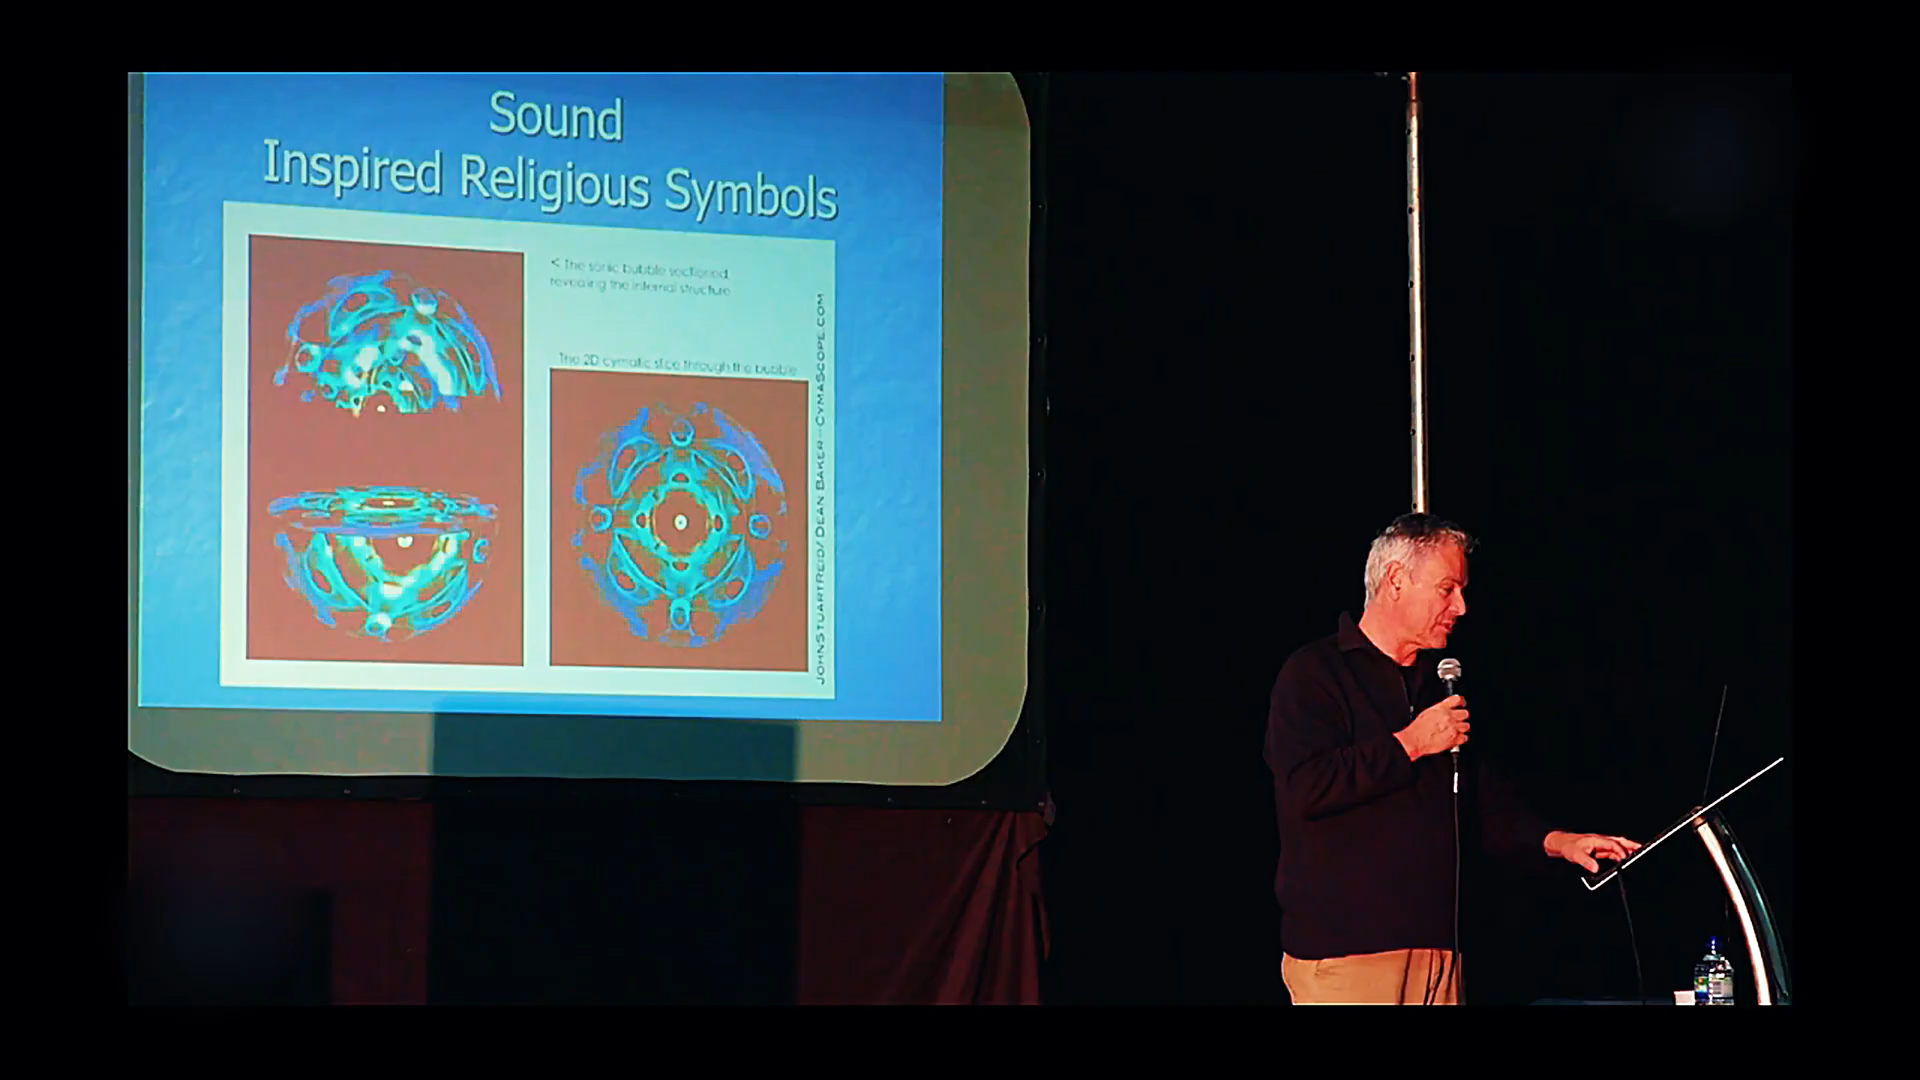 Sound
Inspired Religious Symbols
< The sonic bubble sectioned,
revealing the internal structure
The 2D cymatic slice through the bubble
JOHNSTUARTREID/DEAN BAKER–CYMASCOPE.COM